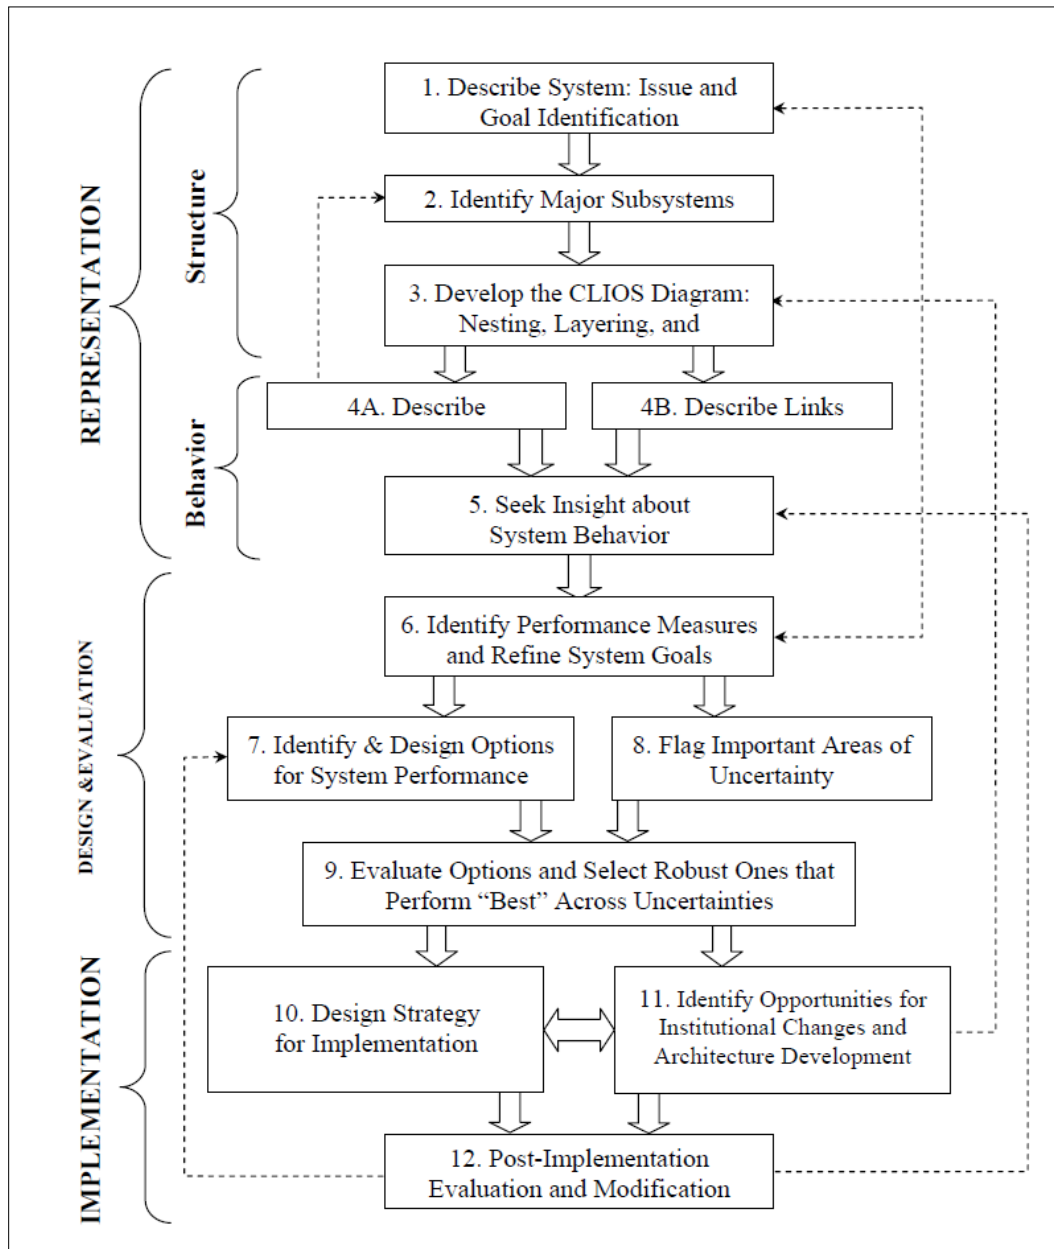 1. Describe System: Issue and
Goal Identification
2. Identify Major Subsystems
3. Develop the CLIOS Diagram:
Nesting, Layering, and
4A. Describe
4B. Describe Links
5. Seek Insight about
System Behavior
6. Identify Performance Measures
and Refine System Goals
7. Identify & Design Options
for System Performance
8. Flag Important Areas of
Uncertainty
9. Evaluate Options and Select Robust Ones that
Perform “Best” Across Uncertainties
10. Design Strategy
for Implementation
11. Identify Opportunities for
Institutional Changes and
Architecture Development
12. Post-Implementation
Evaluation and Modification
REPRESENTATION
Structure
Behavior
DESIGN &EVALUATION
IMPLEMENTATION